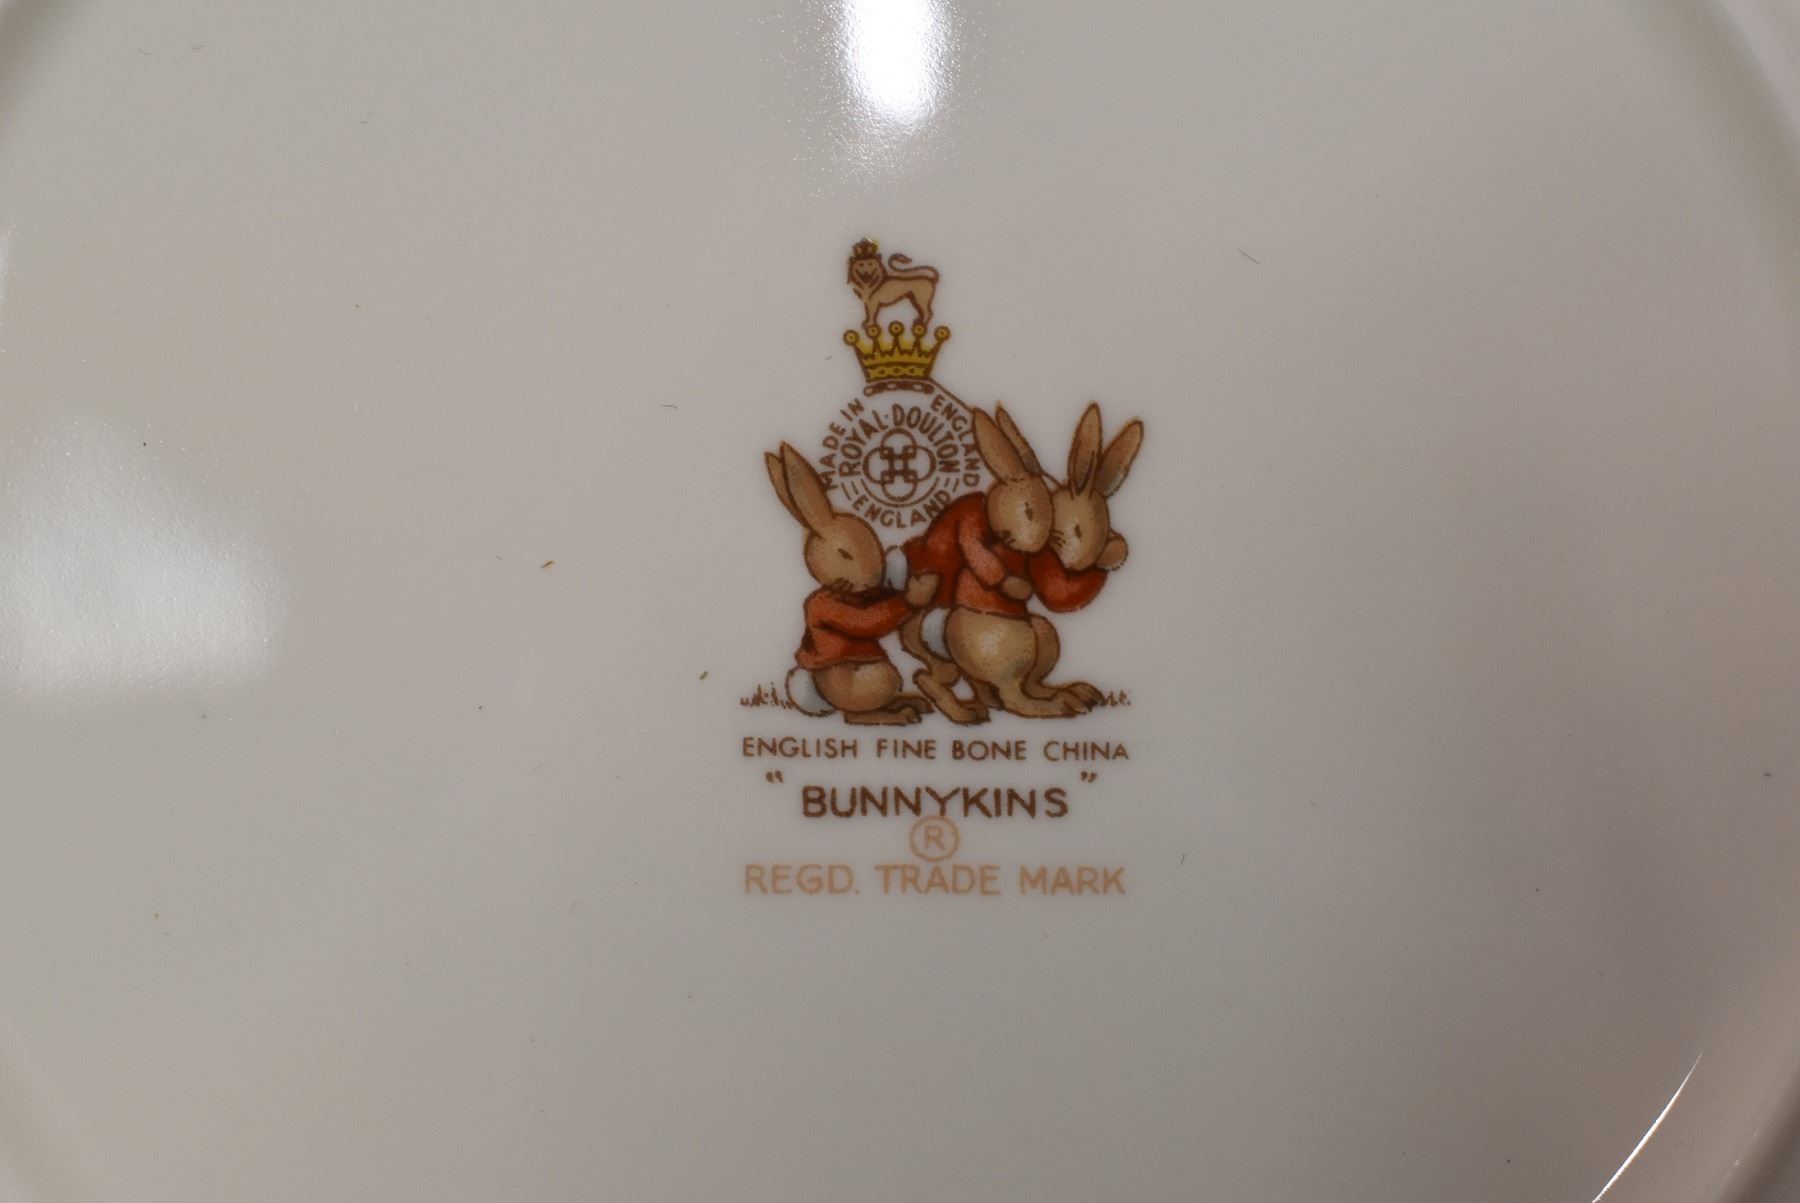 MADE IN ENGLAND
ROYAL·DOULTON
ENGLAND
ENGLISH FINE BONE CHINA
"BUNNYKINS"
®
REGD. TRADE MARK